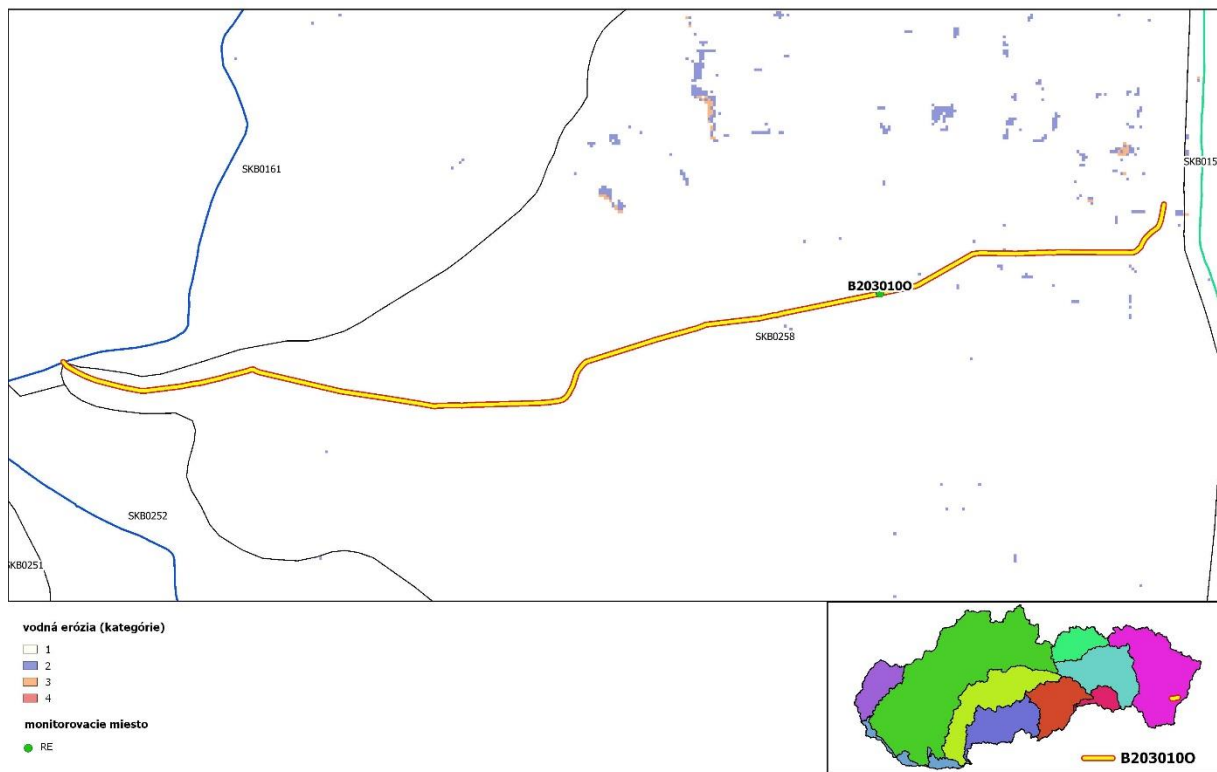 SKB0161
SKB015
B203010O
SKB0258
SKB0252
SKB0251
vodná erózia (kategórie)
1
2
3
4
monitorovacie miesto
RE
B203010O